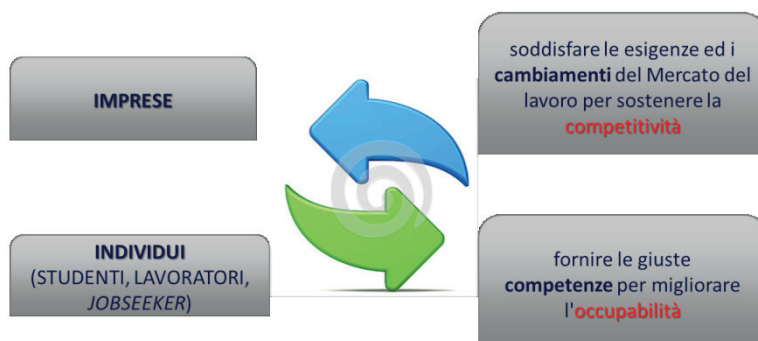 IMPRESE
soddisfare le esigenze ed i
cambiamenti del Mercato del
lavoro per sostenere la
competitività
INDIVIDUI
(STUDENTI, LAVORATORI,
JOBSEEKER)
fornire le giuste
competenze per migliorare
l'occupabilità